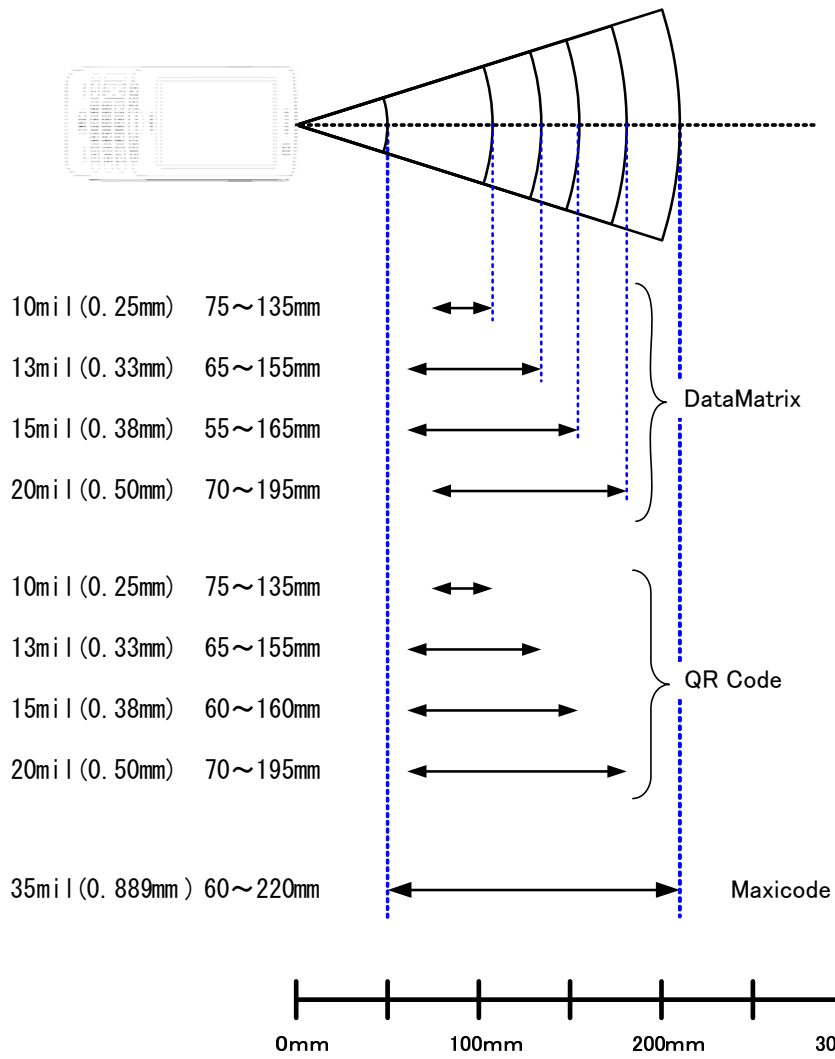 10mil(0.25mm) 75～135mm
13mil(0.33mm) 65～155mm
15mil(0.38mm) 55～165mm
20mil(0.50mm) 70～195mm
DataMatrix
10mil(0.25mm) 75～135mm
13mil(0.33mm) 65～155mm
15mil(0.38mm) 60～160mm
20mil(0.50mm) 70～195mm
QR Code
35mil(0.889mm) 60～220mm Maxicode
0mm 100mm 200mm 30